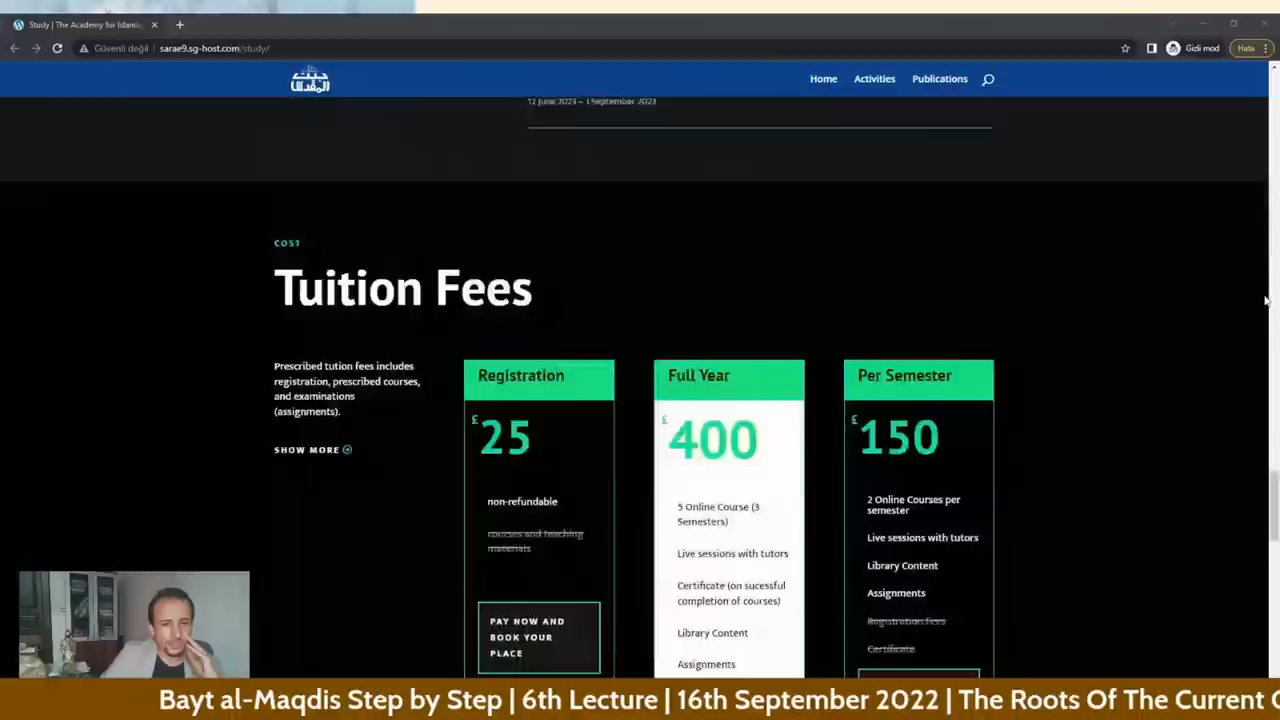 Study | The Academy for Islamic
Güvenli değil
sarae9.sg-host.com/study/
Gizli mod
Hata
بيت
المقدس
Home
Activities
Publications
12 June 2023 – 1 September 2023
COST
Tuition Fees
Prescribed tution fees includes
registration, prescribed courses,
and examinations
(assignments).
SHOW MORE
Registration
£
25
non-refundable
courses and teaching
materials
PAY NOW AND
BOOK YOUR
PLACE
Full Year
£
400
5 Online Course (3
Semesters)
Live sessions with tutors
Certificate (on sucessful
completion of courses)
Library Content
Assignments
Per Semester
£
150
2 Online Courses per
semester
Live sessions with tutors
Library Content
Assignments
Registration Fees
Certificate
Bayt al-Maqdis Step by Step | 6th Lecture | 16th September 2022 | The Roots Of The Current